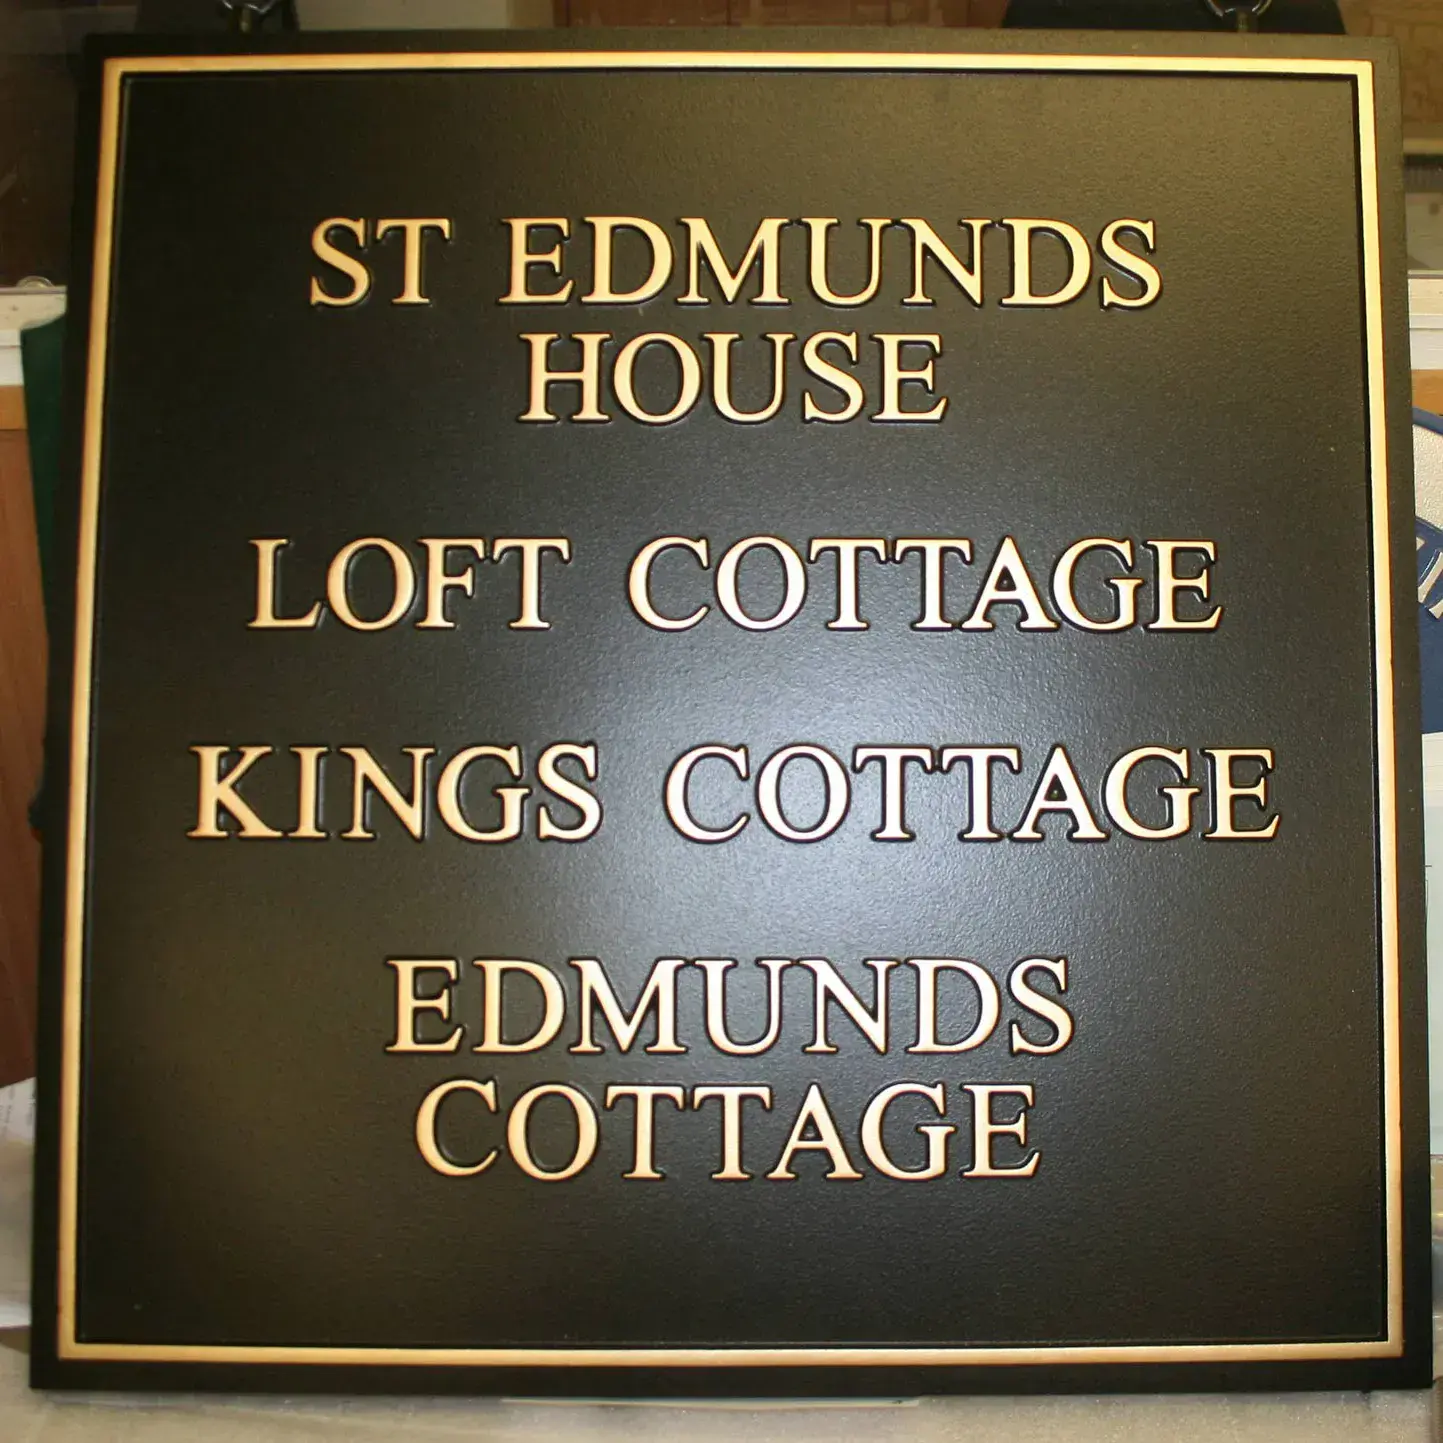 ST EDMUNDS
HOUSE
LOFT COTTAGE
KINGS COTTAGE
EDMUNDS
COTTAGE